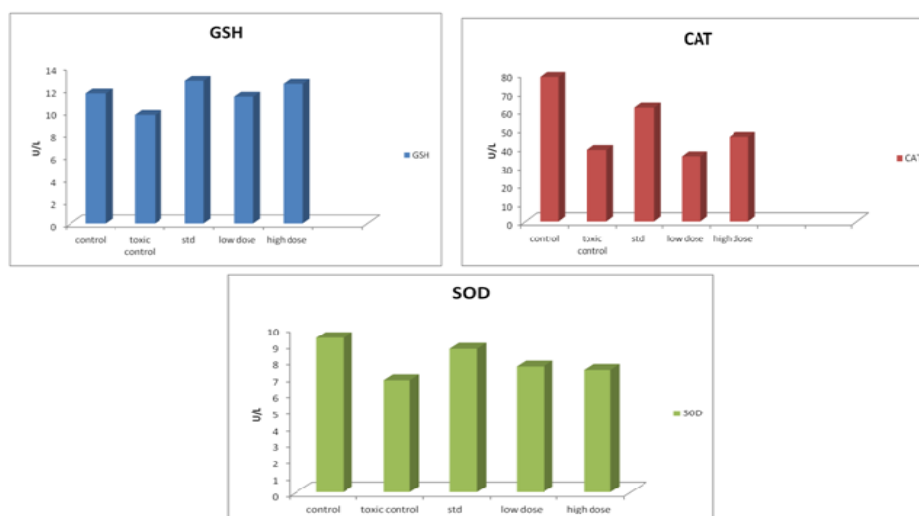 GSH
14
12
10
8
6
4
2
0
U/L
control
toxic control
std
low dose
high dose
GSH
CAT
80
70
60
50
40
30
20
10
0
U/L
control
toxic control
std
low dose
high dose
CAT
SOD
10
9
8
7
6
5
4
3
2
1
0
U/L
control
toxic control
std
low dose
high dose
SOD